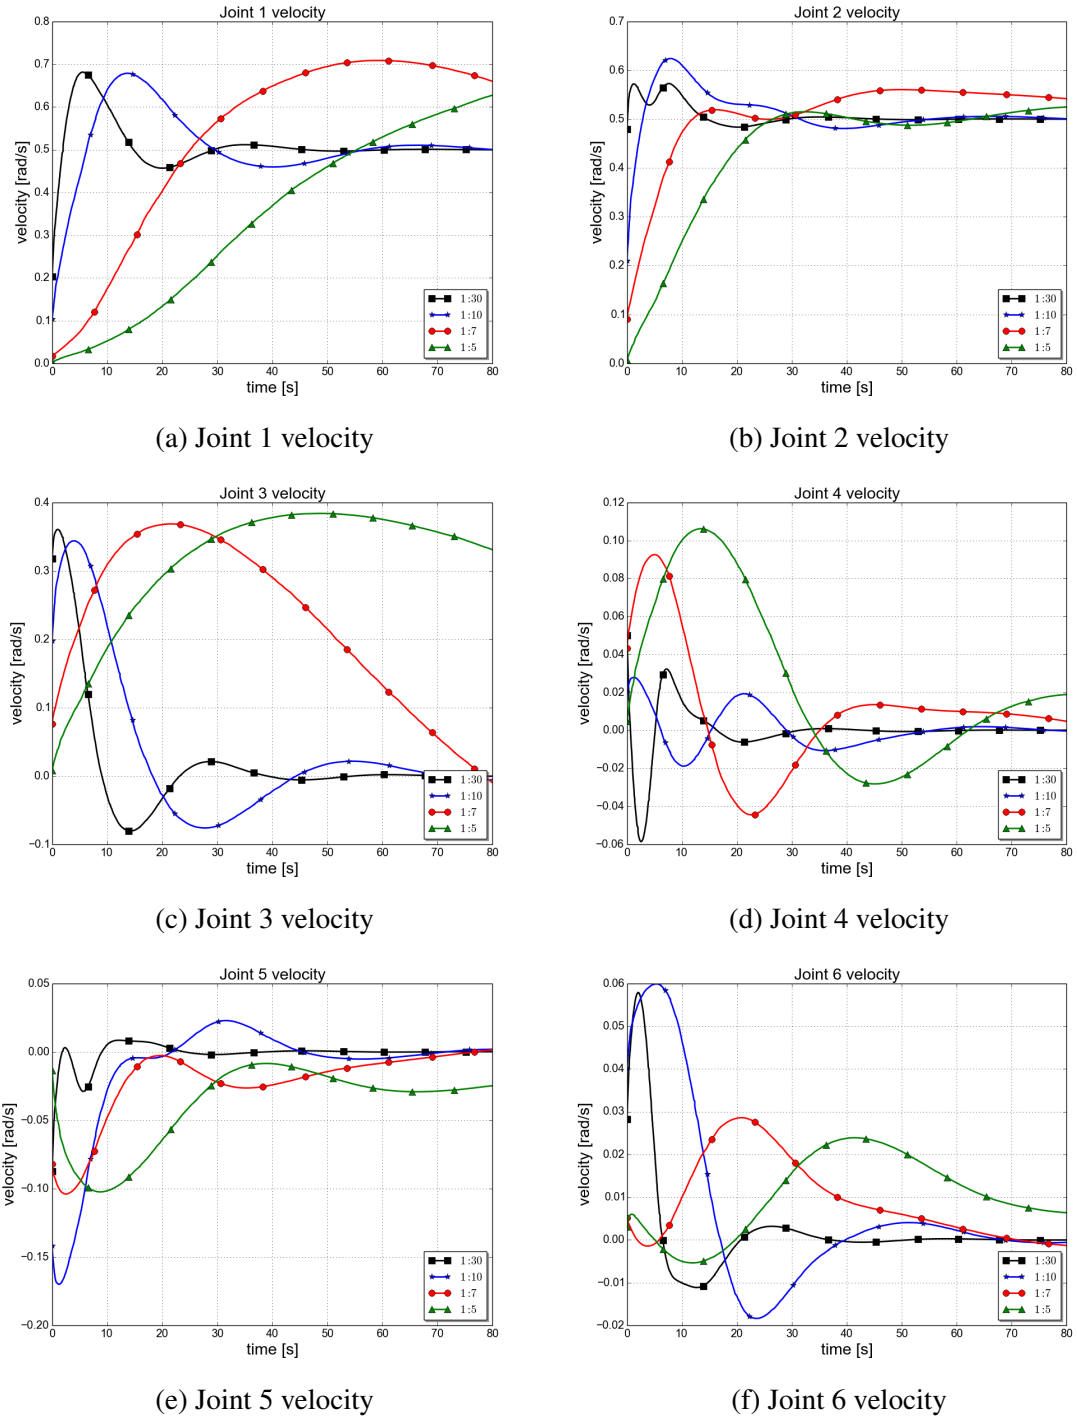 Joint 1 velocity
0.8
0.7
0.6
0.5
0.4
0.3
0.2
0.1
0.0
velocity [rad/s]
1:30
1:10
1:7
1:5
0 10 20 30 40 50 60 70 80
time [s]
(a) Joint 1 velocity
Joint 2 velocity
0.7
0.6
0.5
0.4
0.3
0.2
0.1
0.0
velocity [rad/s]
1:30
1:10
1:7
1:5
0 10 20 30 40 50 60 70 80
time [s]
(b) Joint 2 velocity
Joint 3 velocity
0.4
0.3
0.2
0.1
0.0
−0.1
velocity [rad/s]
1:30
1:10
1:7
1:5
0 10 20 30 40 50 60 70 80
time [s]
(c) Joint 3 velocity
Joint 4 velocity
0.12
0.10
0.08
0.06
0.04
0.02
0.00
−0.02
−0.04
−0.06
velocity [rad/s]
1:30
1:10
1:7
1:5
0 10 20 30 40 50 60 70 80
time [s]
(d) Joint 4 velocity
Joint 5 velocity
0.05
0.00
−0.05
−0.10
−0.15
−0.20
velocity [rad/s]
1:30
1:10
1:7
1:5
0 10 20 30 40 50 60 70 80
time [s]
(e) Joint 5 velocity
Joint 6 velocity
0.06
0.05
0.04
0.03
0.02
0.01
0.00
−0.01
−0.02
velocity [rad/s]
1:30
1:10
1:7
1:5
0 10 20 30 40 50 60 70 80
time [s]
(f) Joint 6 velocity